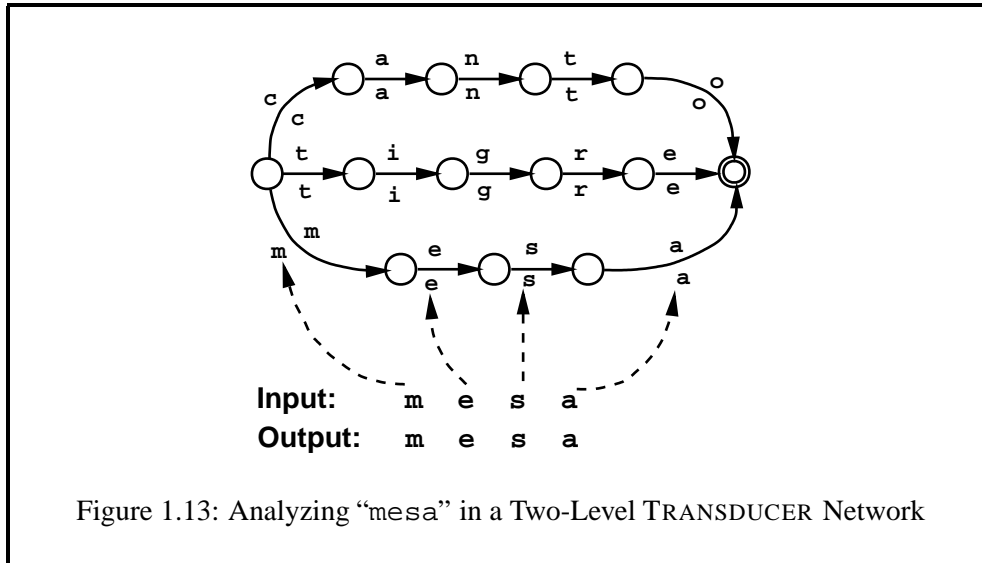 a n t
a n t
c o
c o
t i g r e
t i g r e
m e s a
m e s a
Input: m e s a
Output: m e s a
Figure 1.13: Analyzing “mesa” in a Two-Level TRANSDUCER Network